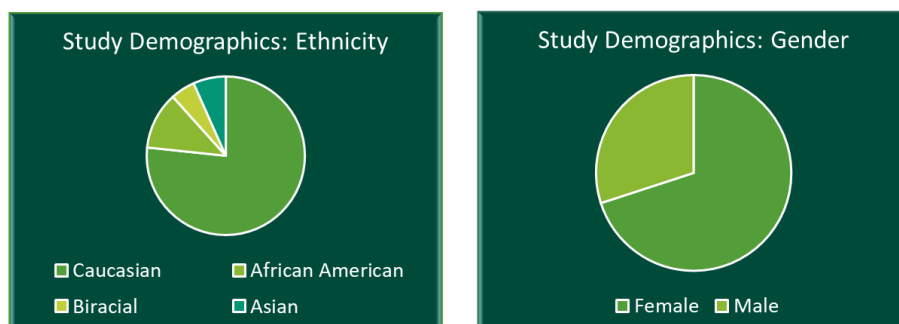 Study Demographics: Ethnicity
Caucasian
African American
Biracial
Asian
Study Demographics: Gender
Female
Male